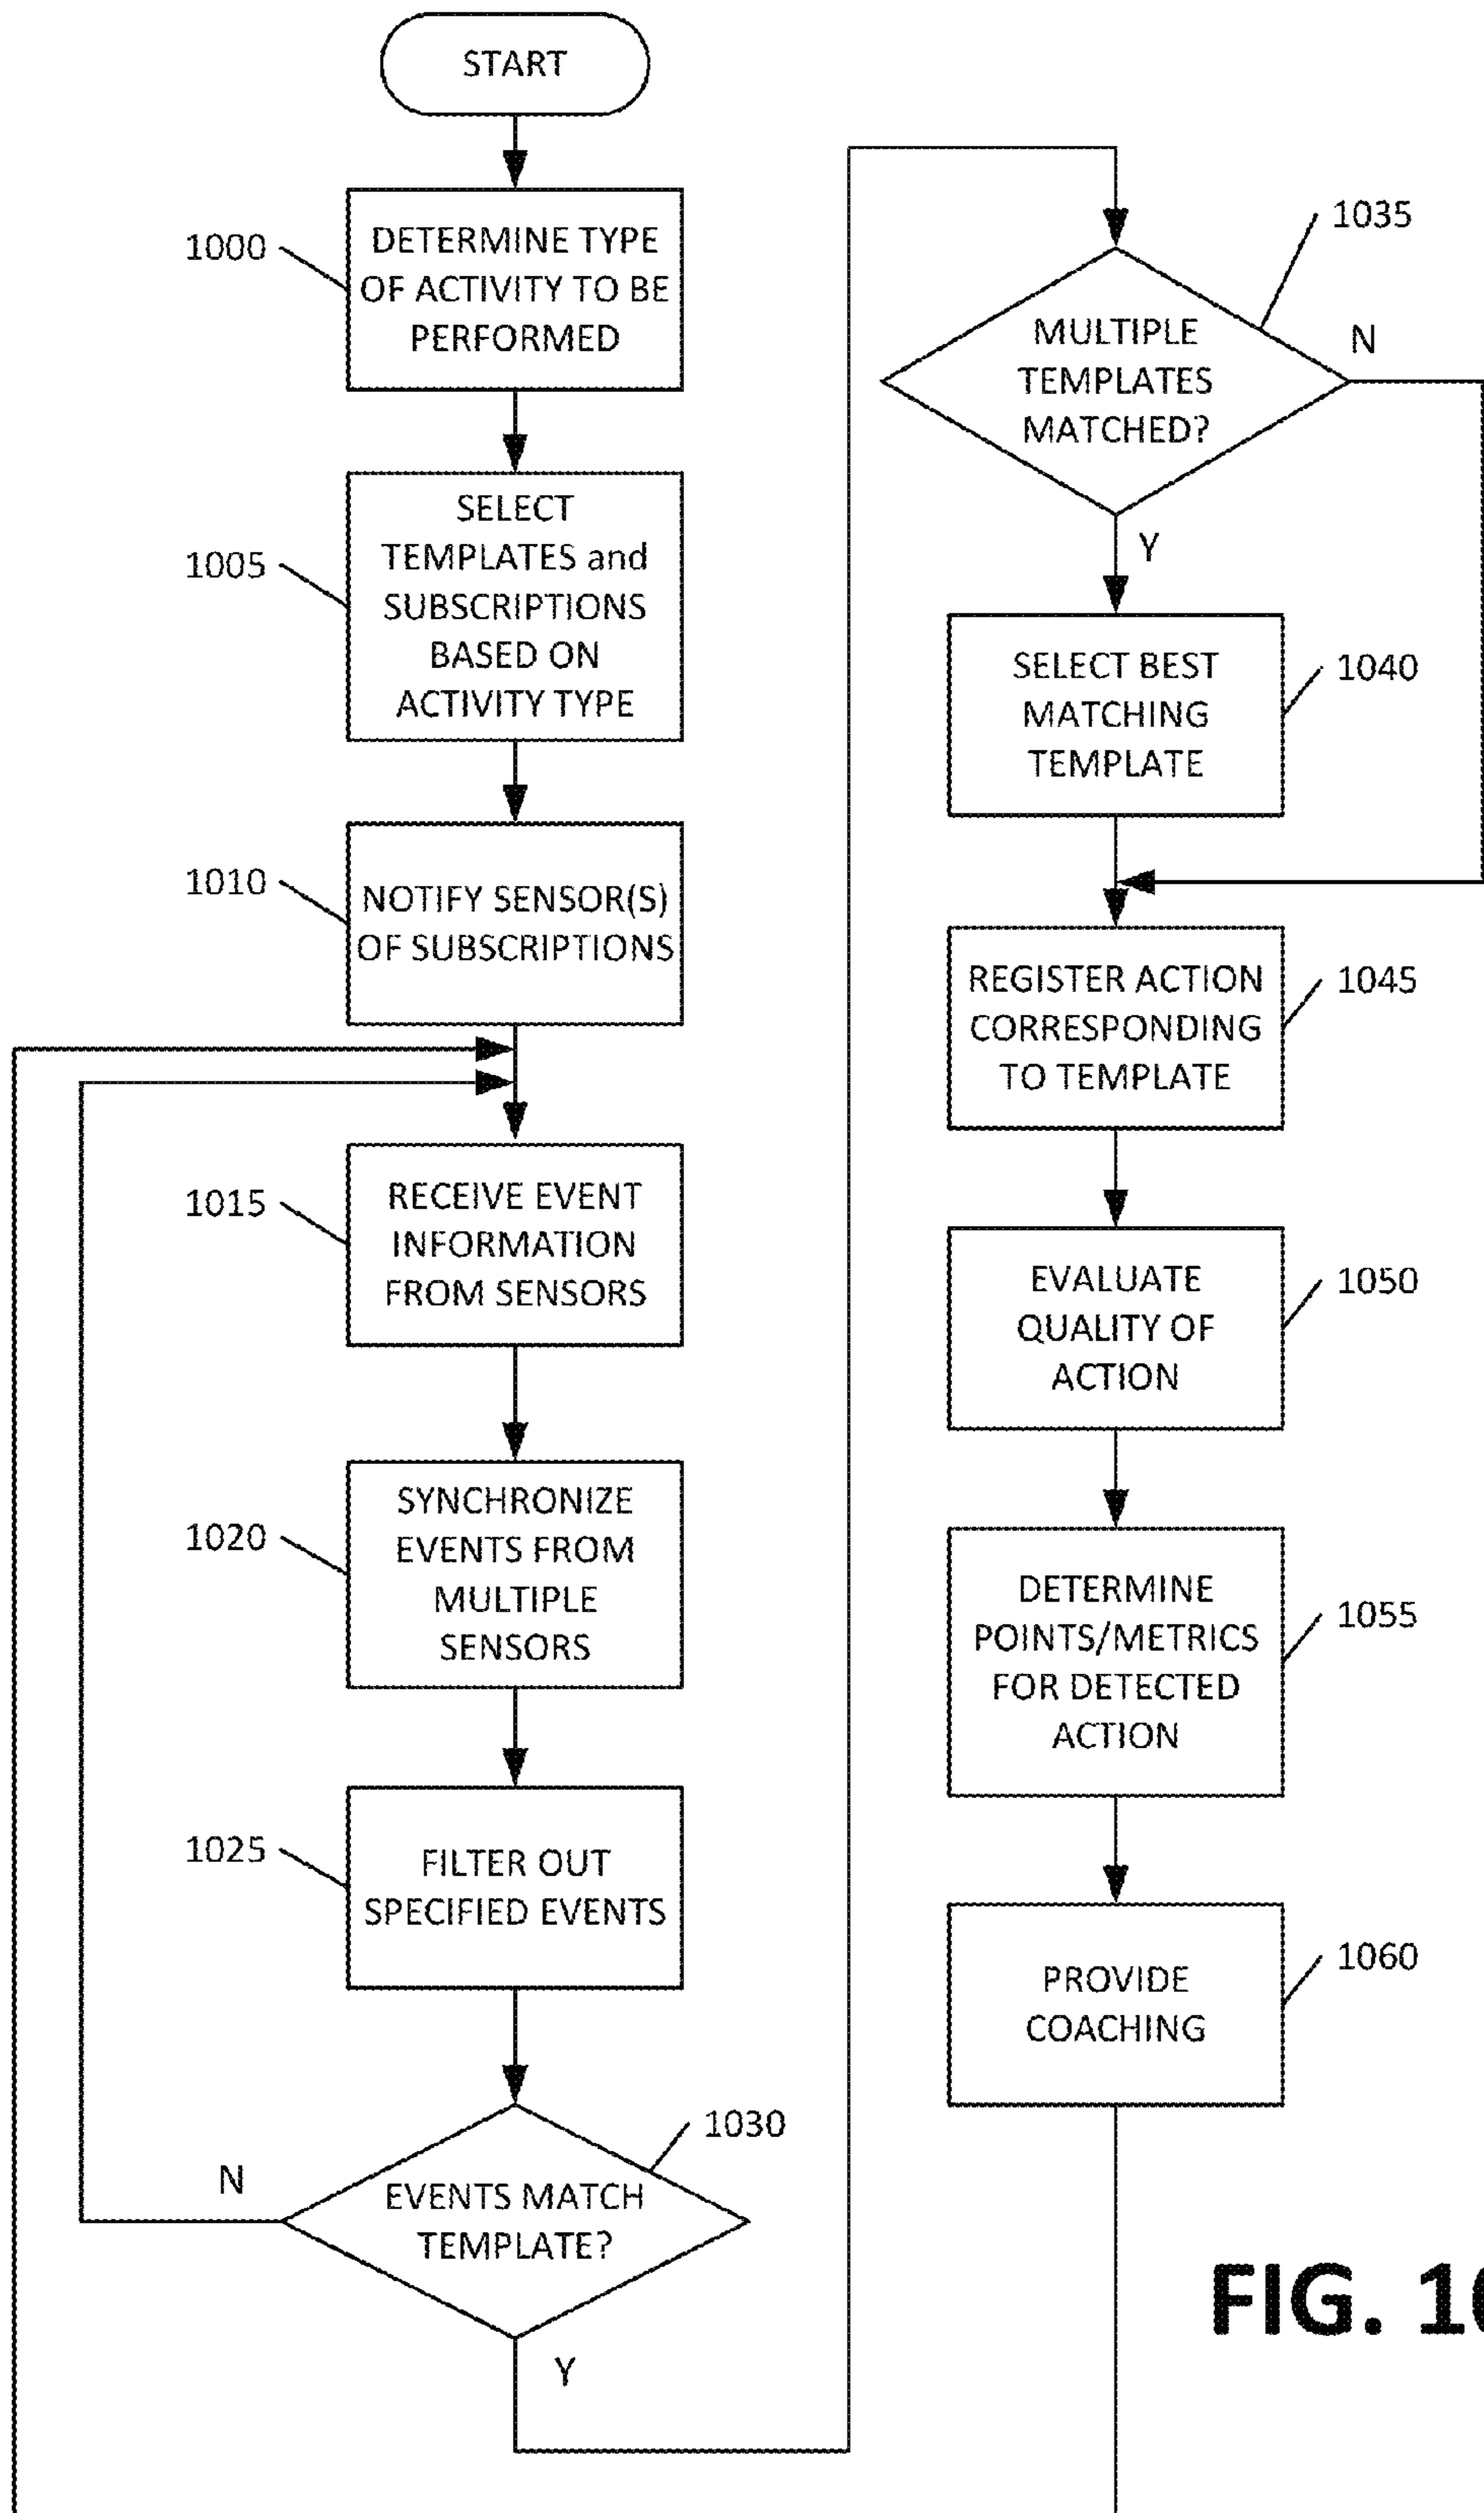 START
1000
DETERMINE TYPE
OF ACTIVITY TO BE
PERFORMED
1005
SELECT
TEMPLATES and
SUBSCRIPTIONS
BASED ON
ACTIVITY TYPE
1010
NOTIFY SENSOR(S)
OF SUBSCRIPTIONS
1015
RECEIVE EVENT
INFORMATION
FROM SENSORS
1020
SYNCHRONIZE
EVENTS FROM
MULTIPLE
SENSORS
1025
FILTER OUT
SPECIFIED EVENTS
1030
EVENTS MATCH
TEMPLATE?
N
Y
1035
MULTIPLE
TEMPLATES
MATCHED?
N
Y
SELECT BEST
MATCHING
TEMPLATE
1040
REGISTER ACTION
CORRESPONDING
TO TEMPLATE
1045
EVALUATE
QUALITY OF
ACTION
1050
DETERMINE
POINTS/METRICS
FOR DETECTED
ACTION
1055
PROVIDE
COACHING
1060
FIG. 10